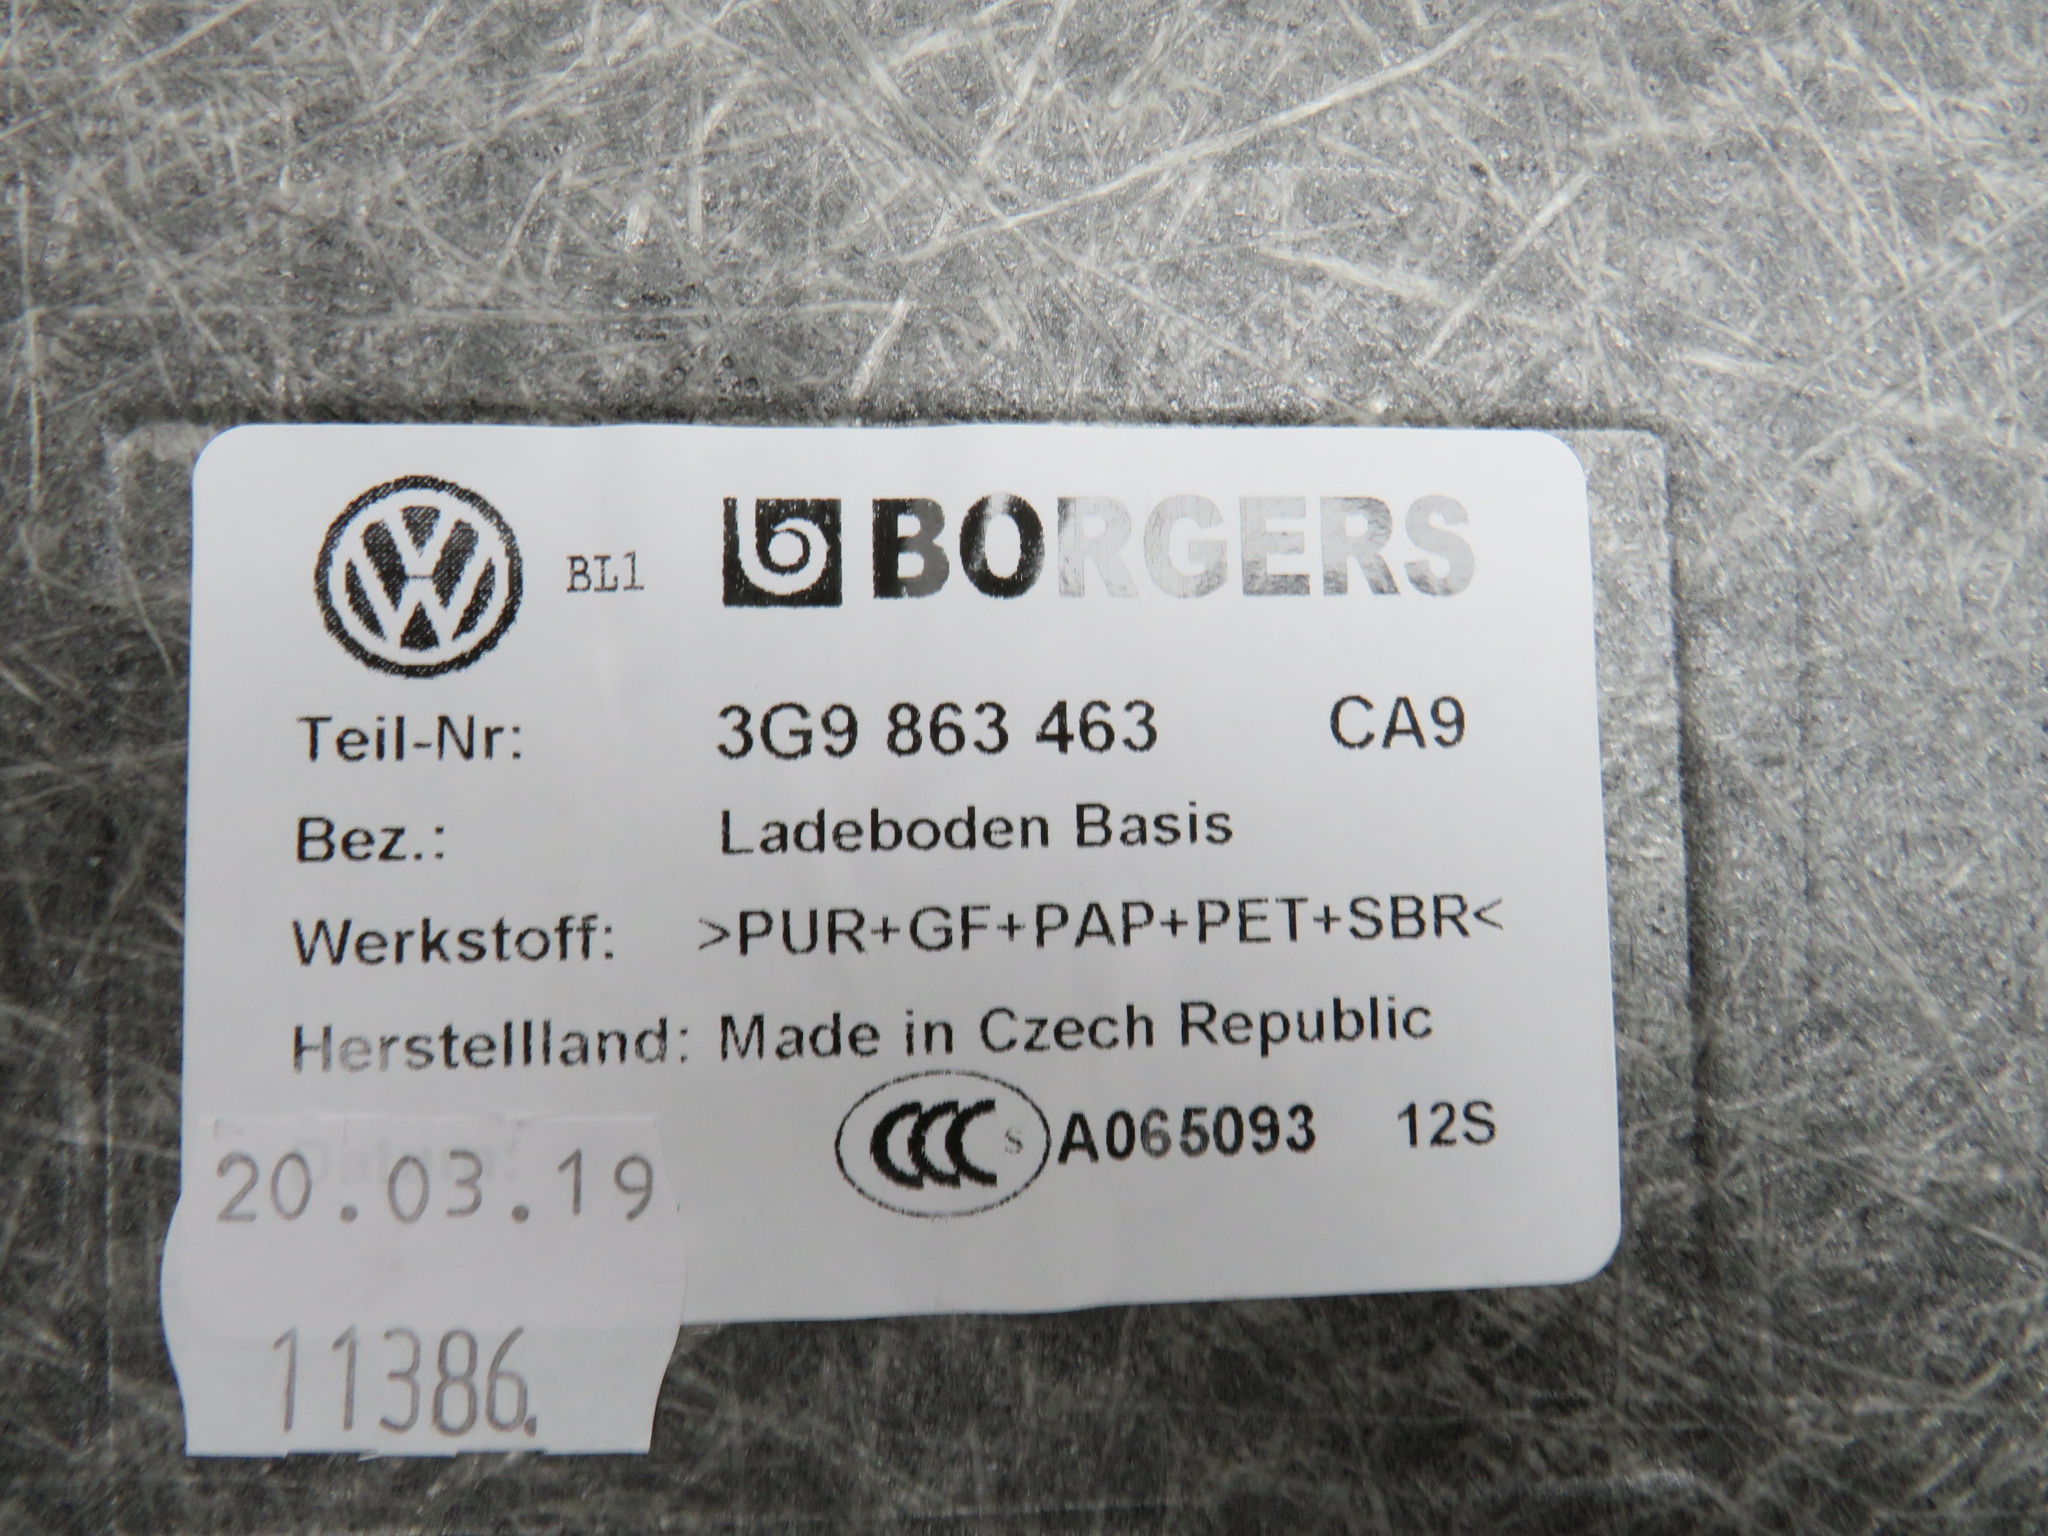 BL1 BORGERS
Teil-Nr: 3G9 863 463 CA9
Bez.: Ladeboden Basis
Werkstoff: >PUR+GF+PAP+PET+SBR<
Herstellland: Made in Czech Republic
CCC S A065093 12S
20.03.19
11386.